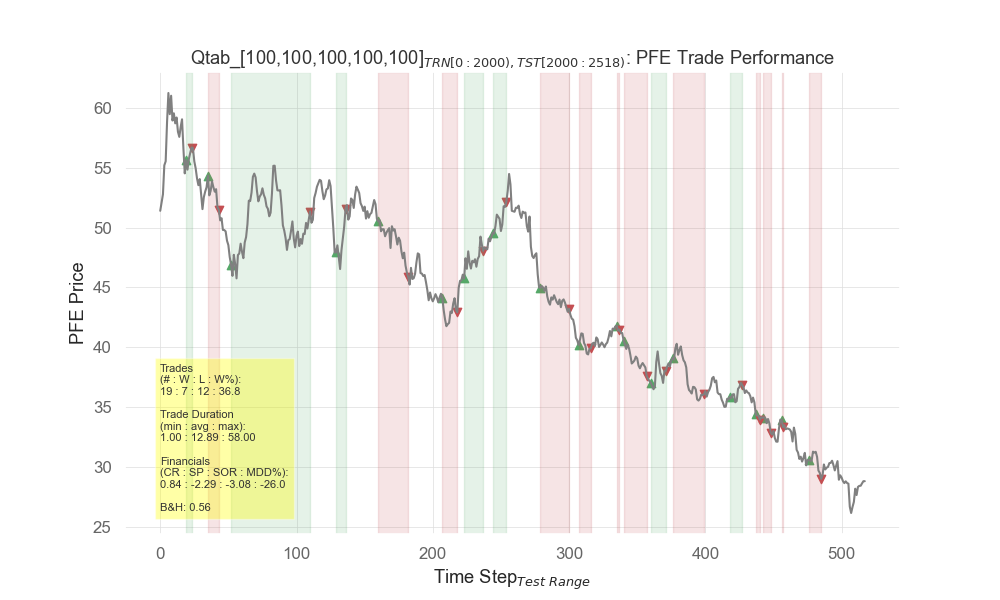 Qtab_[100,100,100,100,100]TRN[0 : 2000), TST[2000 : 2518): PFE Trade Performance
PFE Price
60
55
50
45
40
35
30
25
Trades
(# : W : L : W%):
19 : 7 : 12 : 36.8
Trade Duration
(min : avg : max):
1.00 : 12.89 : 58.00
Financials
(CR : SP : SOR : MDD%):
0.84 : -2.29 : -3.08 : -26.0
B&H: 0.56
0 100 200 300 400 500
Time StepTest Range